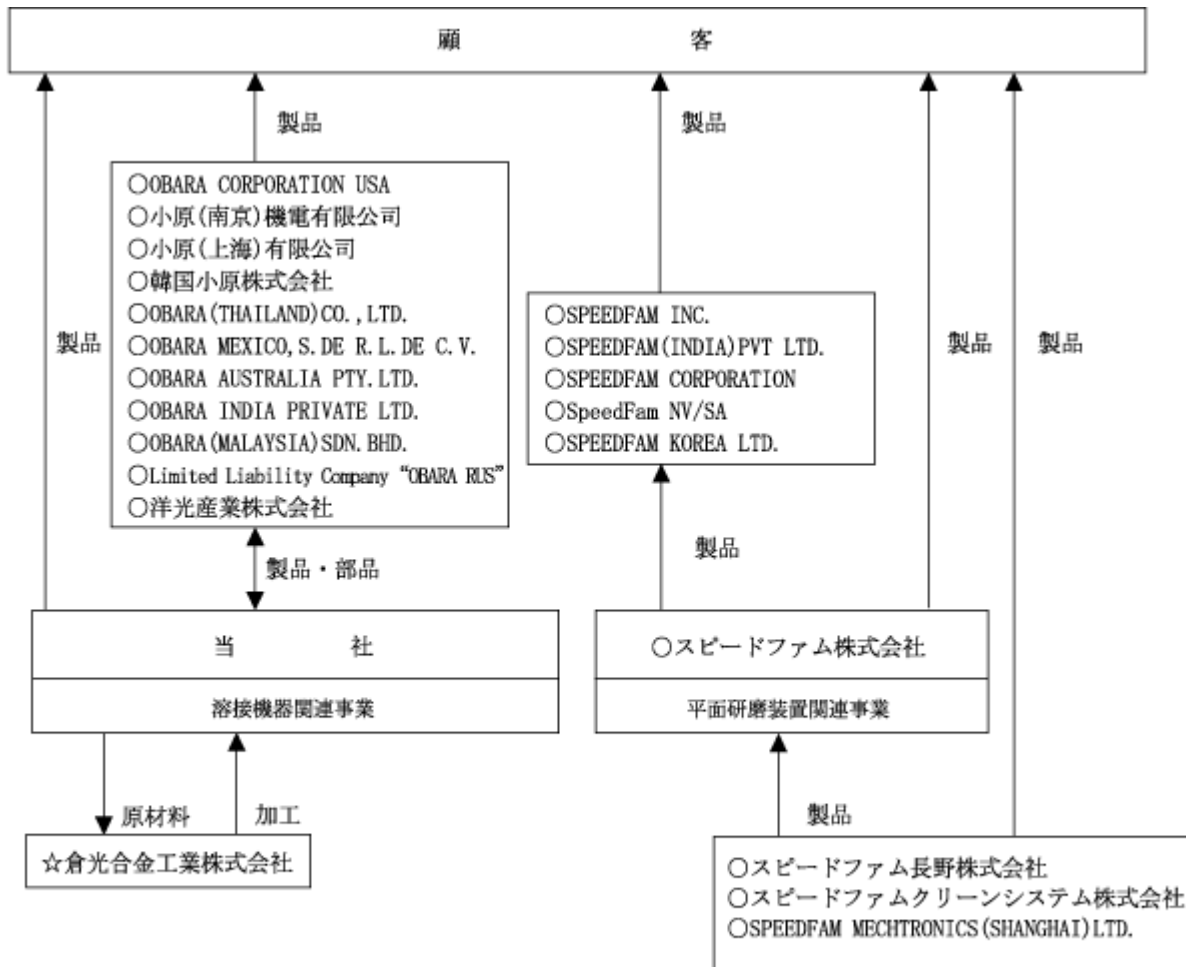 顧 客
製品
製品
○OBARA CORPORATION USA
○小原(南京)機電有限公司
○小原(上海)有限公司
○韓国小原株式会社
○OBARA(THAILAND)CO.,LTD.
○OBARA MEXICO,S.DE R.L.DE C.V.
○OBARA AUSTRALIA PTY.LTD.
○OBARA INDIA PRIVATE LTD.
○OBARA(MALAYSIA)SDN.BHD.
○Limited Liability Company “OBARA RUS”
○洋光産業株式会社
○SPEEDFAM INC.
○SPEEDFAM(INDIA)PVT LTD.
○SPEEDFAM CORPORATION
○SpeedFam NV/SA
○SPEEDFAM KOREA LTD.
製品
製品
製品
製品・部品
製品
当 社
溶接機器関連事業
○スピードファム株式会社
平面研磨装置関連事業
原材料
加工
製品
☆倉光合金工業株式会社
○スピードファム長野株式会社
○スピードファムクリーンシステム株式会社
○SPEEDFAM MECHTRONICS(SHANGHAI)LTD.